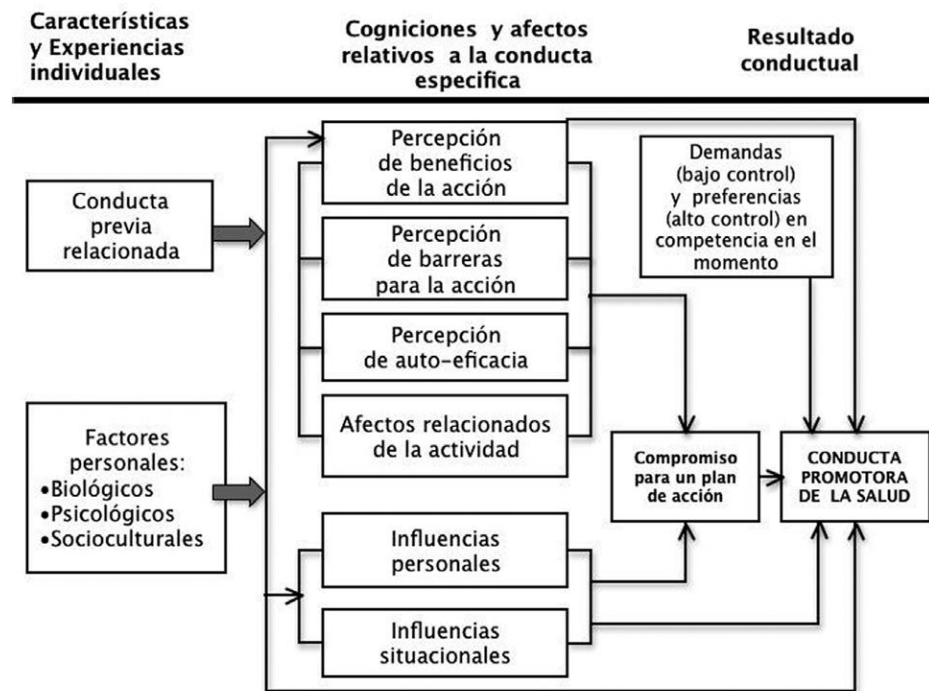 Características
y Experiencias
individuales
Cogniciones y afectos
relativos a la conducta
especifica
Resultado
conductual
Conducta
previa
relacionada
Factores
personales:
•Biológicos
•Psicológicos
•Socioculturales
Percepción
de beneficios
de la acción
Percepción
de barreras
para la acción
Percepción
de auto-eficacia
Afectos relacionados
de la actividad
Influencias
personales
Influencias
situacionales
Demandas
(bajo control)
y preferencias
(alto control) en
competencia en el
momento
Compromiso
para un plan
de acción
CONDUCTA
PROMOTORA
DE LA SALUD